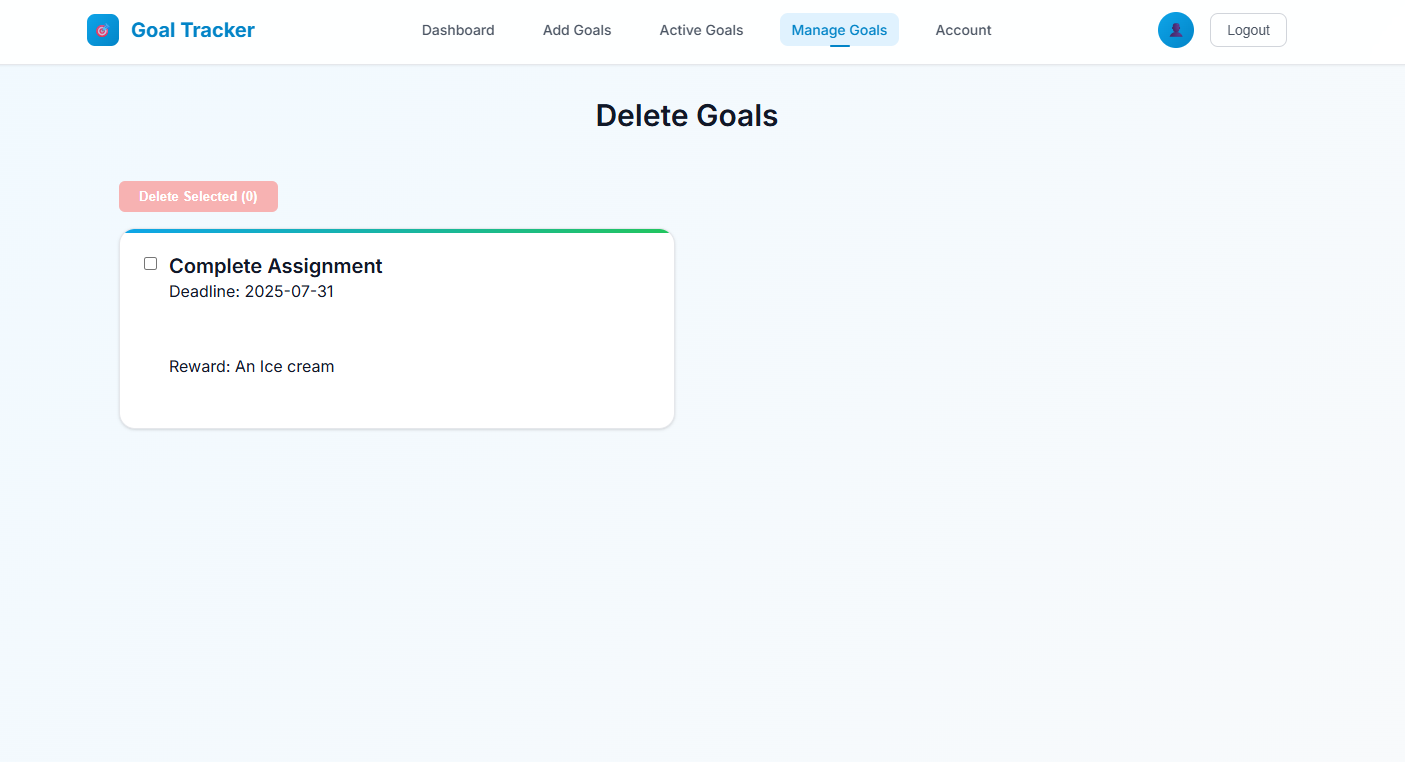 Goal Tracker
Dashboard
Add Goals
Active Goals
Manage Goals
Account
Logout
Delete Goals
Delete Selected (0)
Complete Assignment
Deadline: 2025-07-31
Reward: An Ice cream